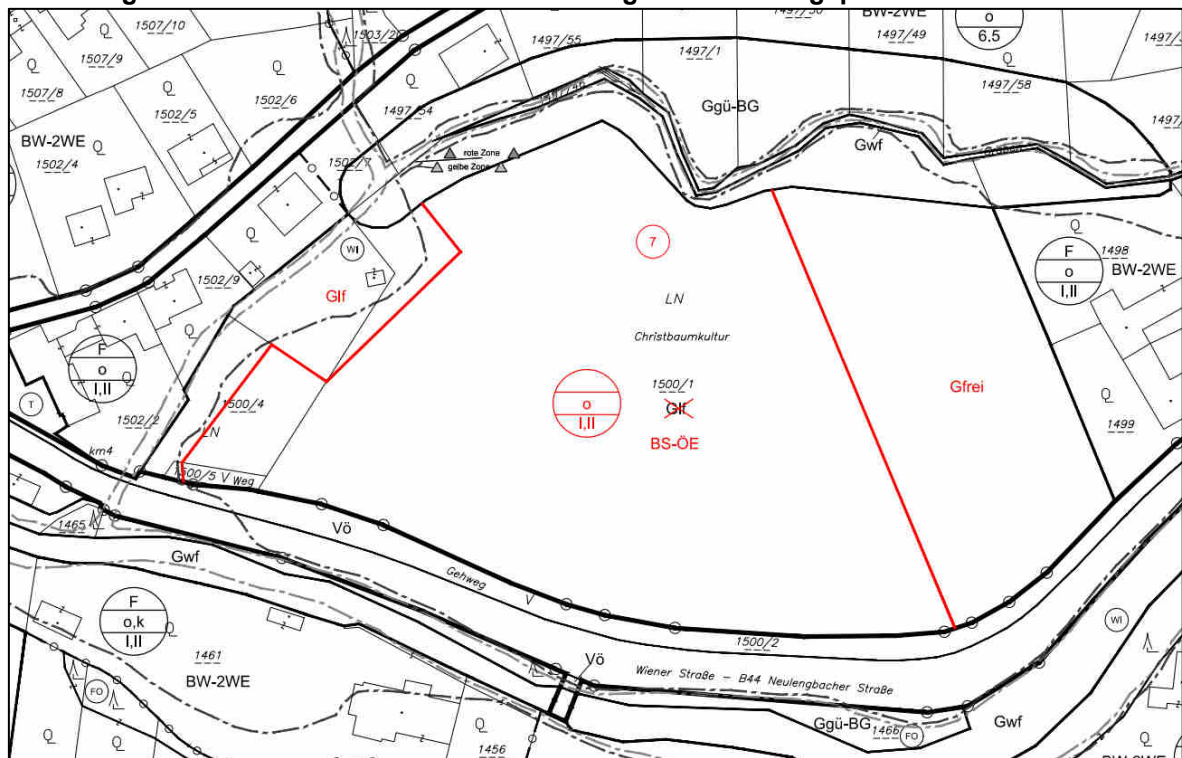 1507/10
1503/2
1497/55
1497/1
BW-2WE
1497/49
o
6.5
1507/9
1507/8
1502/6
1497/54
1497/58
1502/5
Ggü-BG
Gwf
BW-2WE
1502/4
1502/7
rote Zone
gelbe Zone
WI
7
1498
F
o
I,II
BW-2WE
1502/9
Glf
LN
Christbaumkultur
1500/1
Glf
BS-ÖE
o
I,II
Gfrei
F
o
I,II
T
1502/2
1500/4
LN
1499
km4
1500/5 V Weg
1465
Vö
Gwf
Gehweg
V
1500/2
WI
F
o,k
I,II
1461
BW-2WE
Vö
Wiener Straße - B44 Neulengbacher Straße
FO
Ggü-BG
1466
FO
Gwf
1456